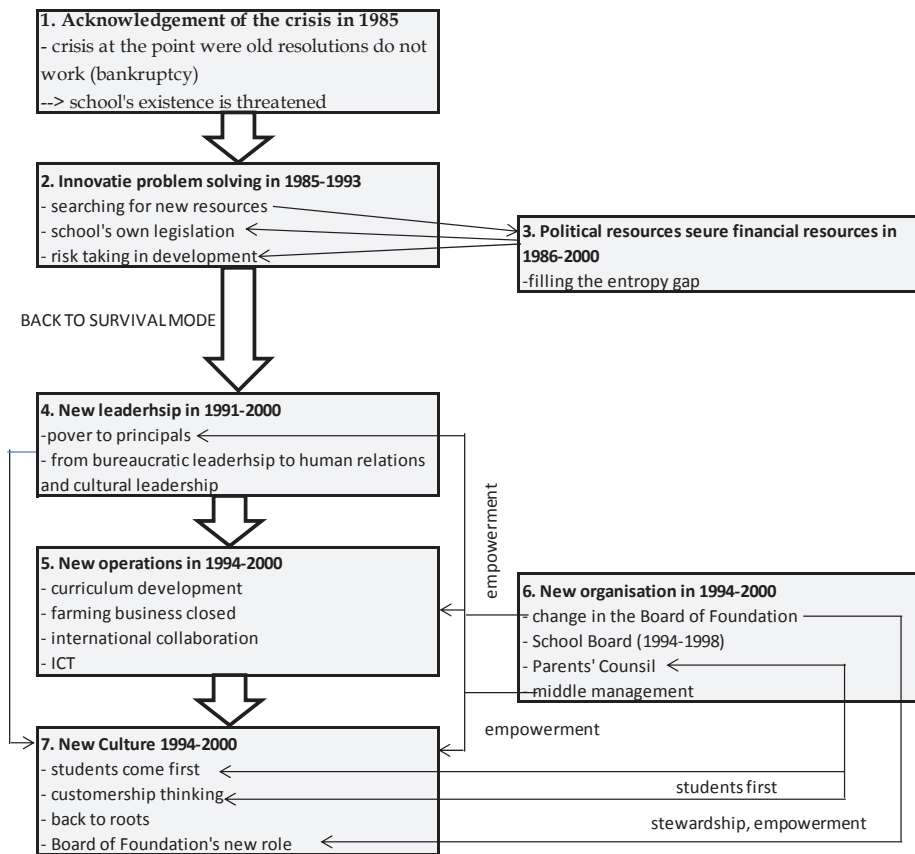 1. Acknowledgement of the crisis in 1985
- crisis at the point were old resolutions do not
work (bankruptcy)
--> school's existence is threatened
2. Innovatie problem solving in 1985-1993
- searching for new resources
- school's own legislation
- risk taking in development
3. Political resources seure financial resources in
1986-2000
-filling the entropy gap
BACK TO SURVIVAL MODE
4. New leaderhsip in 1991-2000
-pover to principals
- from bureaucratic leaderhsip to human relations
and cultural leadership
empowerment
5. New operations in 1994-2000
- curriculum development
- farming business closed
- international collaboration
- ICT
6. New organisation in 1994-2000
- change in the Board of Foundation
- School Board (1994-1998)
- Parents' Counsil
- middle management
empowerment
7. New Culture 1994-2000
- students come first
- customership thinking
- back to roots
- Board of Foundation's new role
students first
stewardship, empowerment